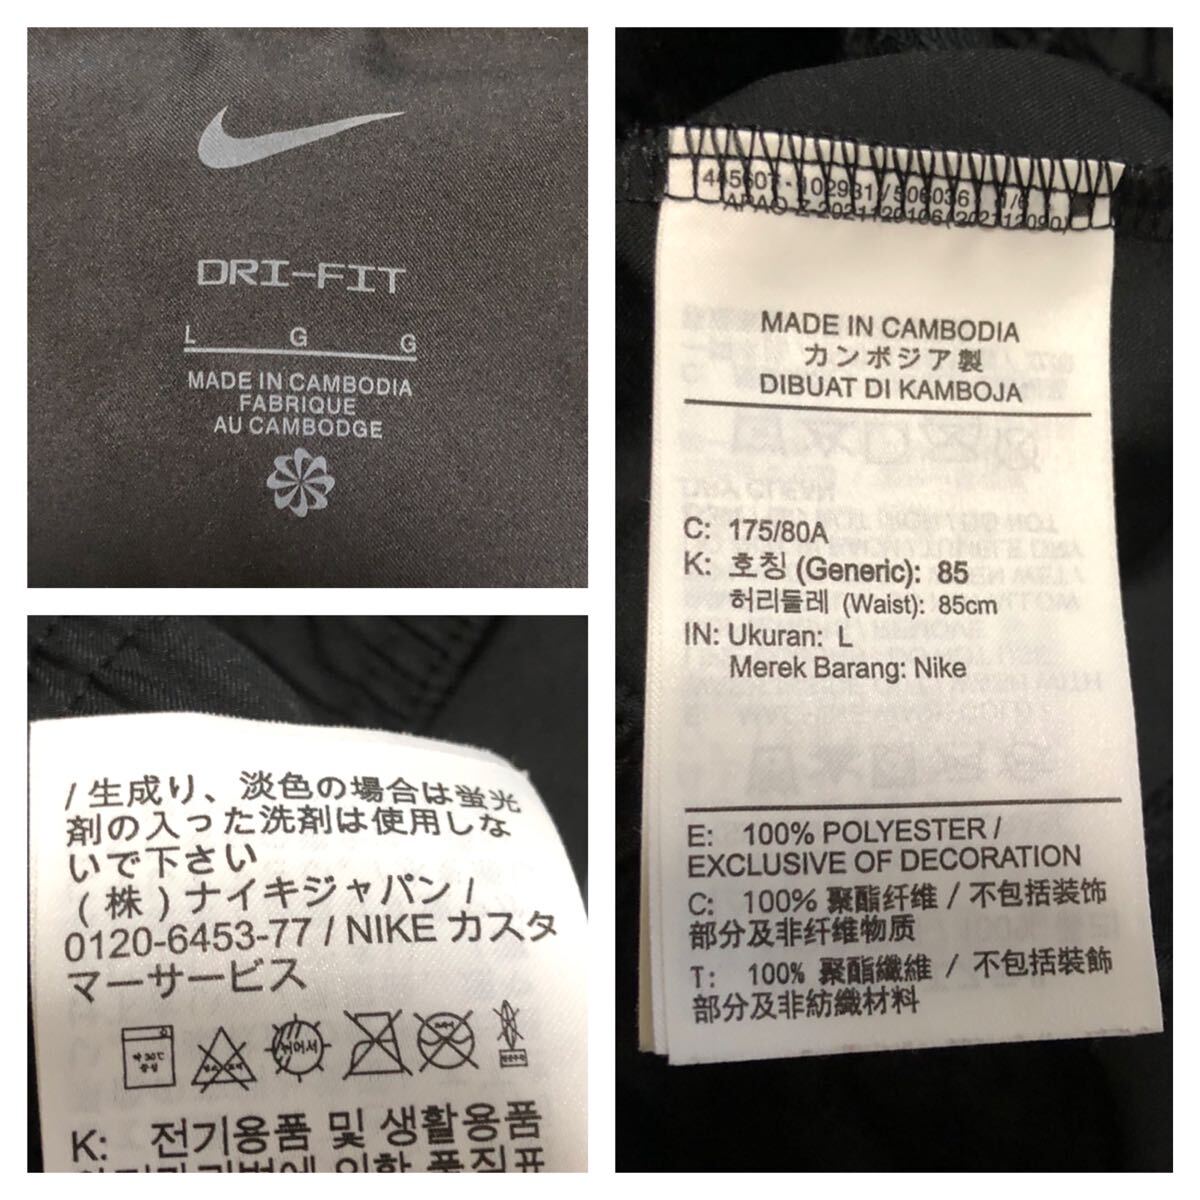 DRI-FIT
L G G
MADE IN CAMBODIA
FABRIQUE
AU CAMBODGE
/ 生成り、淡色の場合は蛍光
剤の入った洗剤は使用しな
いで下さい
(株)ナイキジャパン /
0120-6453-77 / NIKE カスタ
マーサービス
약30℃
중성
K: 전기용품 및 생활용품
MADE IN CAMBODIA
カンボジア製
DIBUAT DI KAMBOJA
C: 175/80A
K: 호칭 (Generic): 85
허리둘레 (Waist): 85cm
IN: Ukuran: L
Merek Barang: Nike
E: 100% POLYESTER /
EXCLUSIVE OF DECORATION
C: 100% 聚酯纤维 / 不包括装饰
部分及非纤维物质
T: 100% 聚酯纖維 / 不包括裝飾
部分及非紡織材料